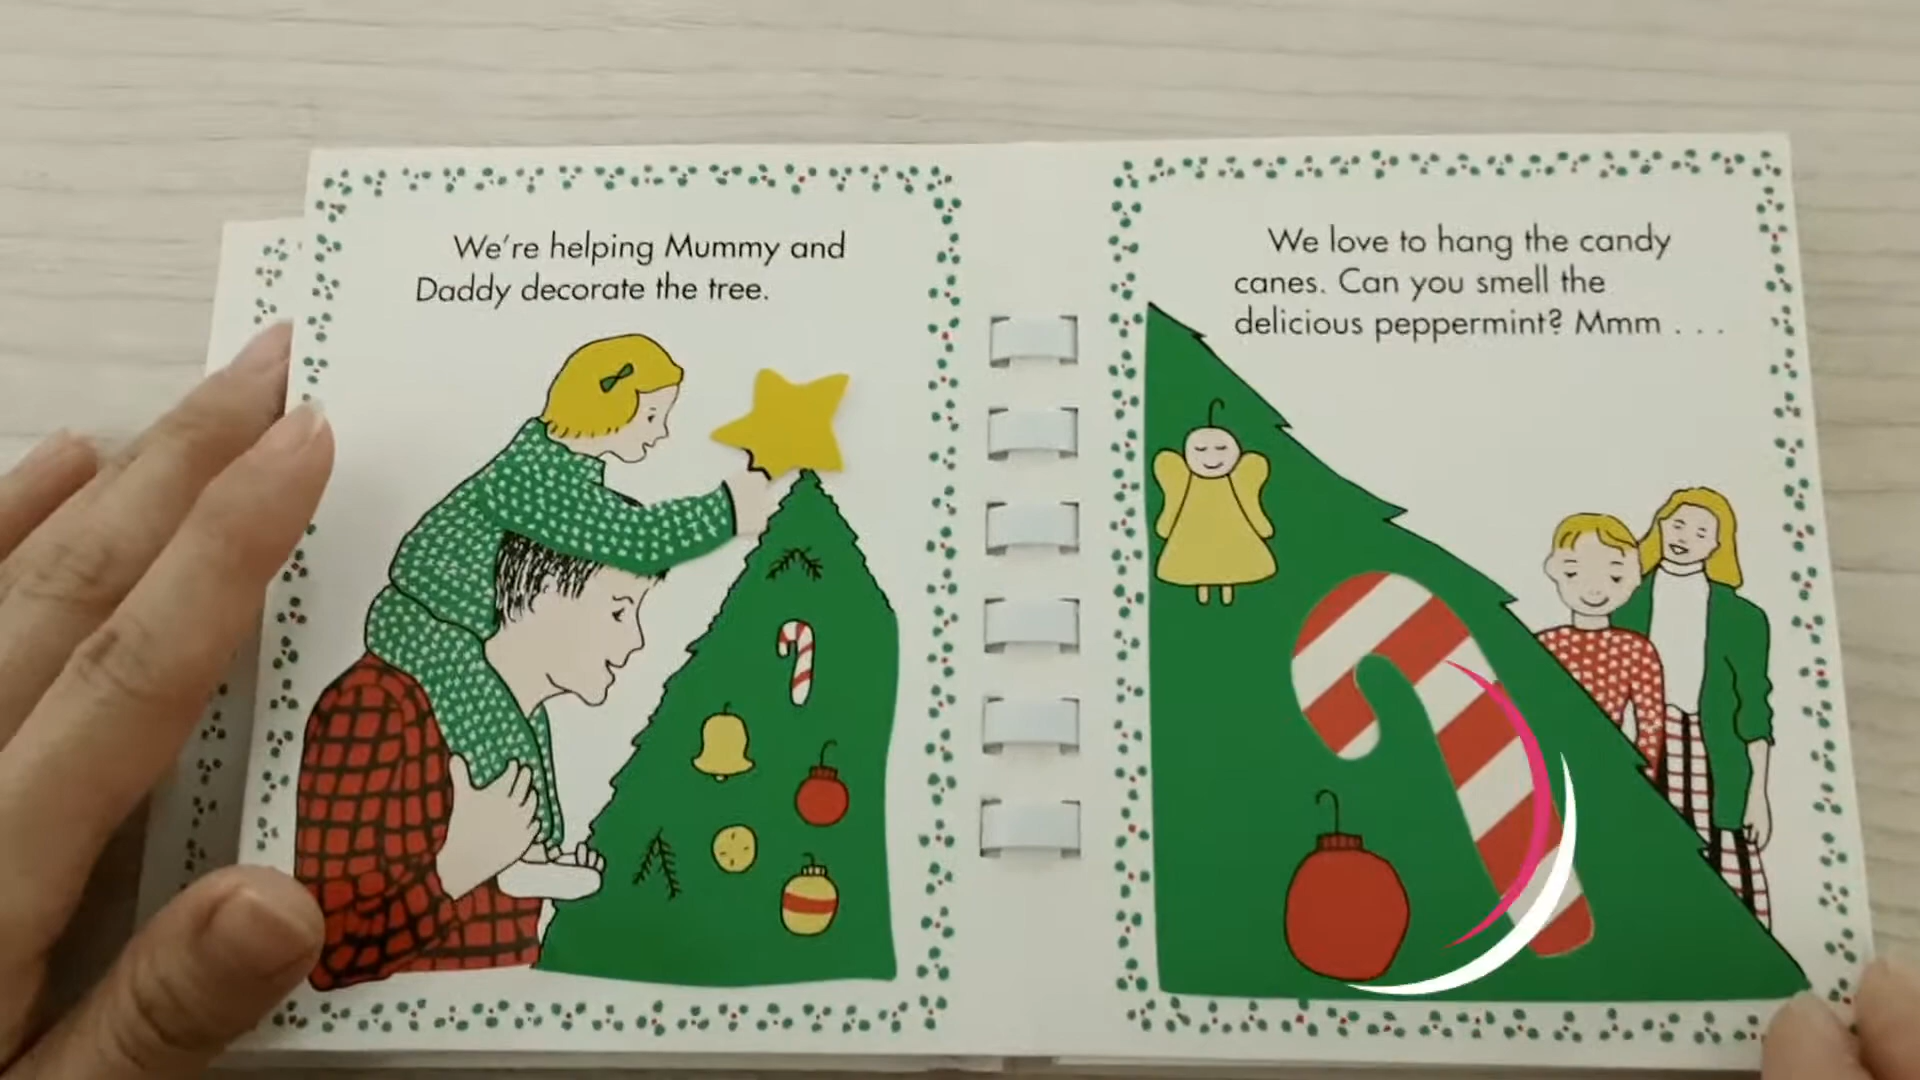 We're helping Mummy and
Daddy decorate the tree.
We love to hang the candy
canes. Can you smell the
delicious peppermint? Mmm . . .